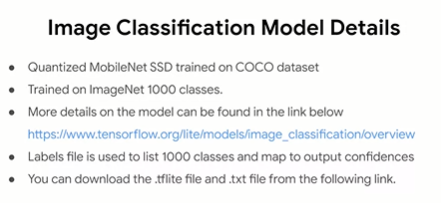 Image Classification Model Details
● Quantized MobileNet SSD trained on COCO dataset
● Trained on ImageNet 1000 classes.
● More details on the model can be found in the link below
https://www.tensorflow.org/lite/models/image_classification/overview
● Labels file is used to list 1000 classes and map to output confidences
● You can download the .tflite file and .txt file from the following link.